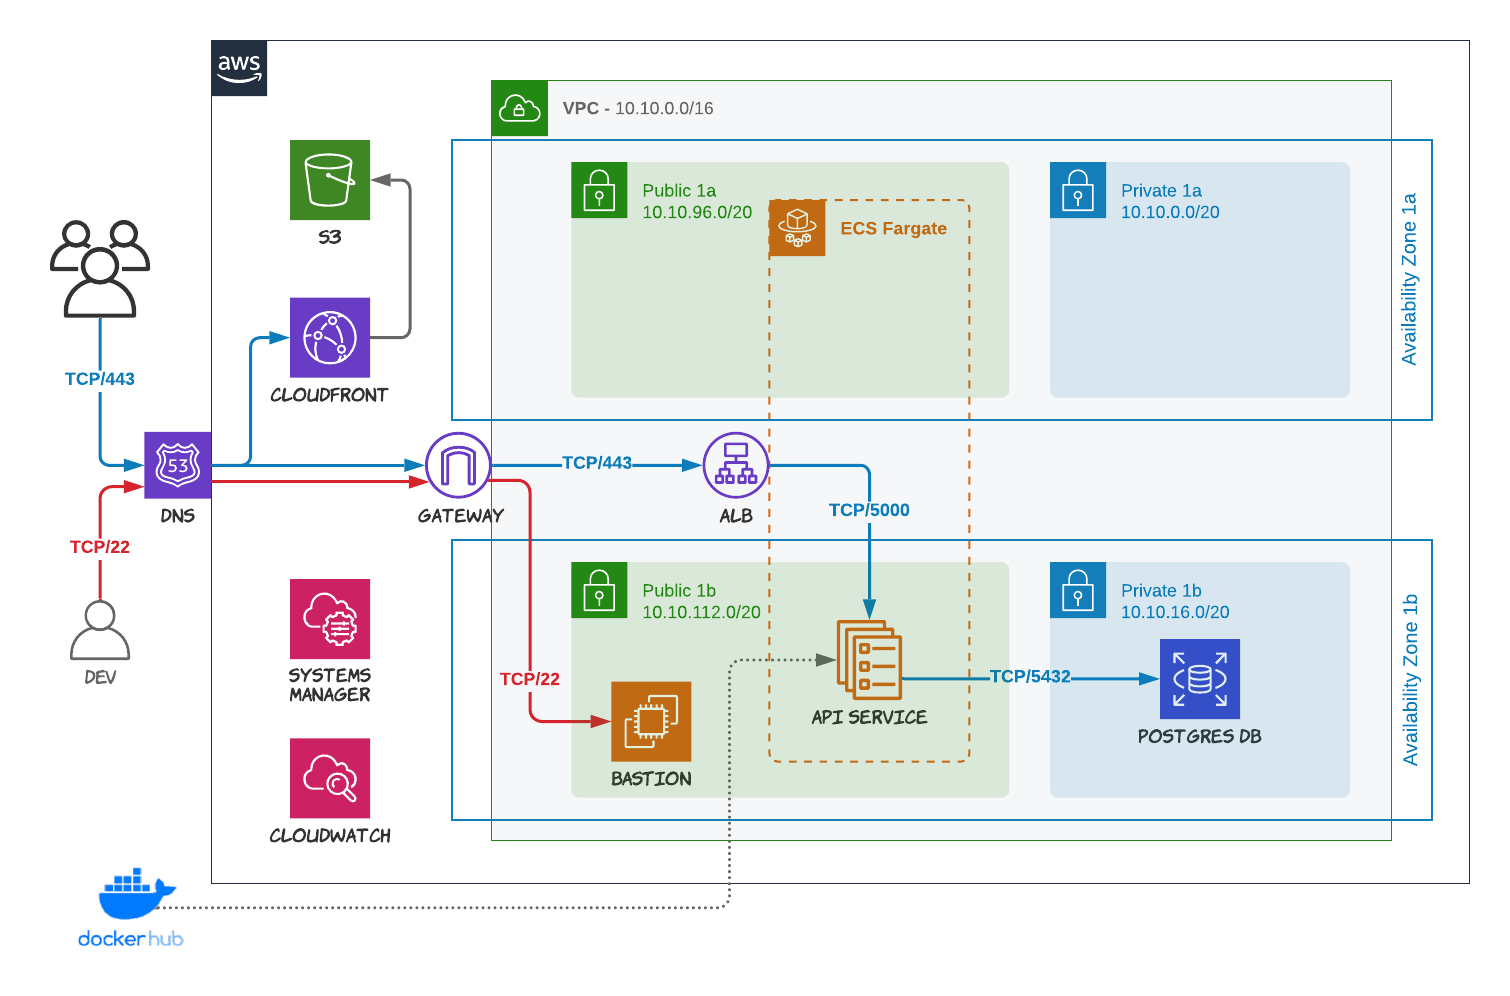 aws
VPC - 10.10.0.0/16
Public 1a
10.10.96.0/20
Private 1a
10.10.0.0/20
ECS Fargate
Availability Zone 1a
S3
CLOUDFRONT
TCP/443
53
DNS
GATEWAY
TCP/443
ALB
TCP/5000
TCP/22
DEV
SYSTEMS
MANAGER
CLOUDWATCH
Public 1b
10.10.112.0/20
Private 1b
10.10.16.0/20
Availability Zone 1b
TCP/22
BASTION
API SERVICE
TCP/5432
POSTGRES DB
docker hub